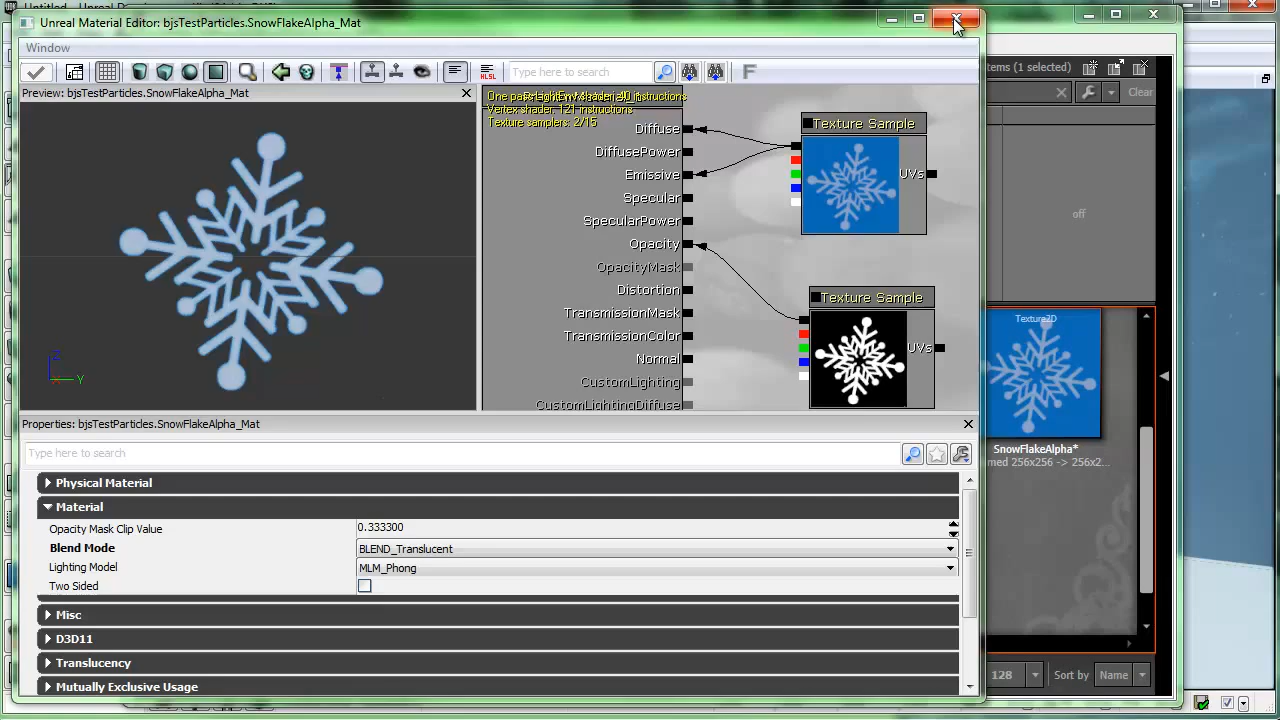 Unreal Material Editor: bjsTestParticles.SnowFlakeAlpha_Mat
Window
HLSL
Type here to search
F
Preview: bjsTestParticles.SnowFlakeAlpha_Mat
Vertex shader: 121 instructions
Texture samplers: 2/15
Diffuse
DiffusePower
Emissive
Specular
SpecularPower
Opacity
OpacityMask
Distortion
TransmissionMask
TransmissionColor
Normal
CustomLighting
CustomLightingDiffuse
Texture Sample
UVs
Texture Sample
UVs
Z
Y
Properties: bjsTestParticles.SnowFlakeAlpha_Mat
Type here to search
Physical Material
Material
Opacity Mask Clip Value
0.333300
Blend Mode
BLEND_Translucent
Lighting Model
MLM_Phong
Two Sided
Misc
D3D11
Translucency
Mutually Exclusive Usage
items (1 selected)
Clear
off
Texture2D
SnowFlakeAlpha*
med 256x256 -> 256x2...
128
Sort by
Name